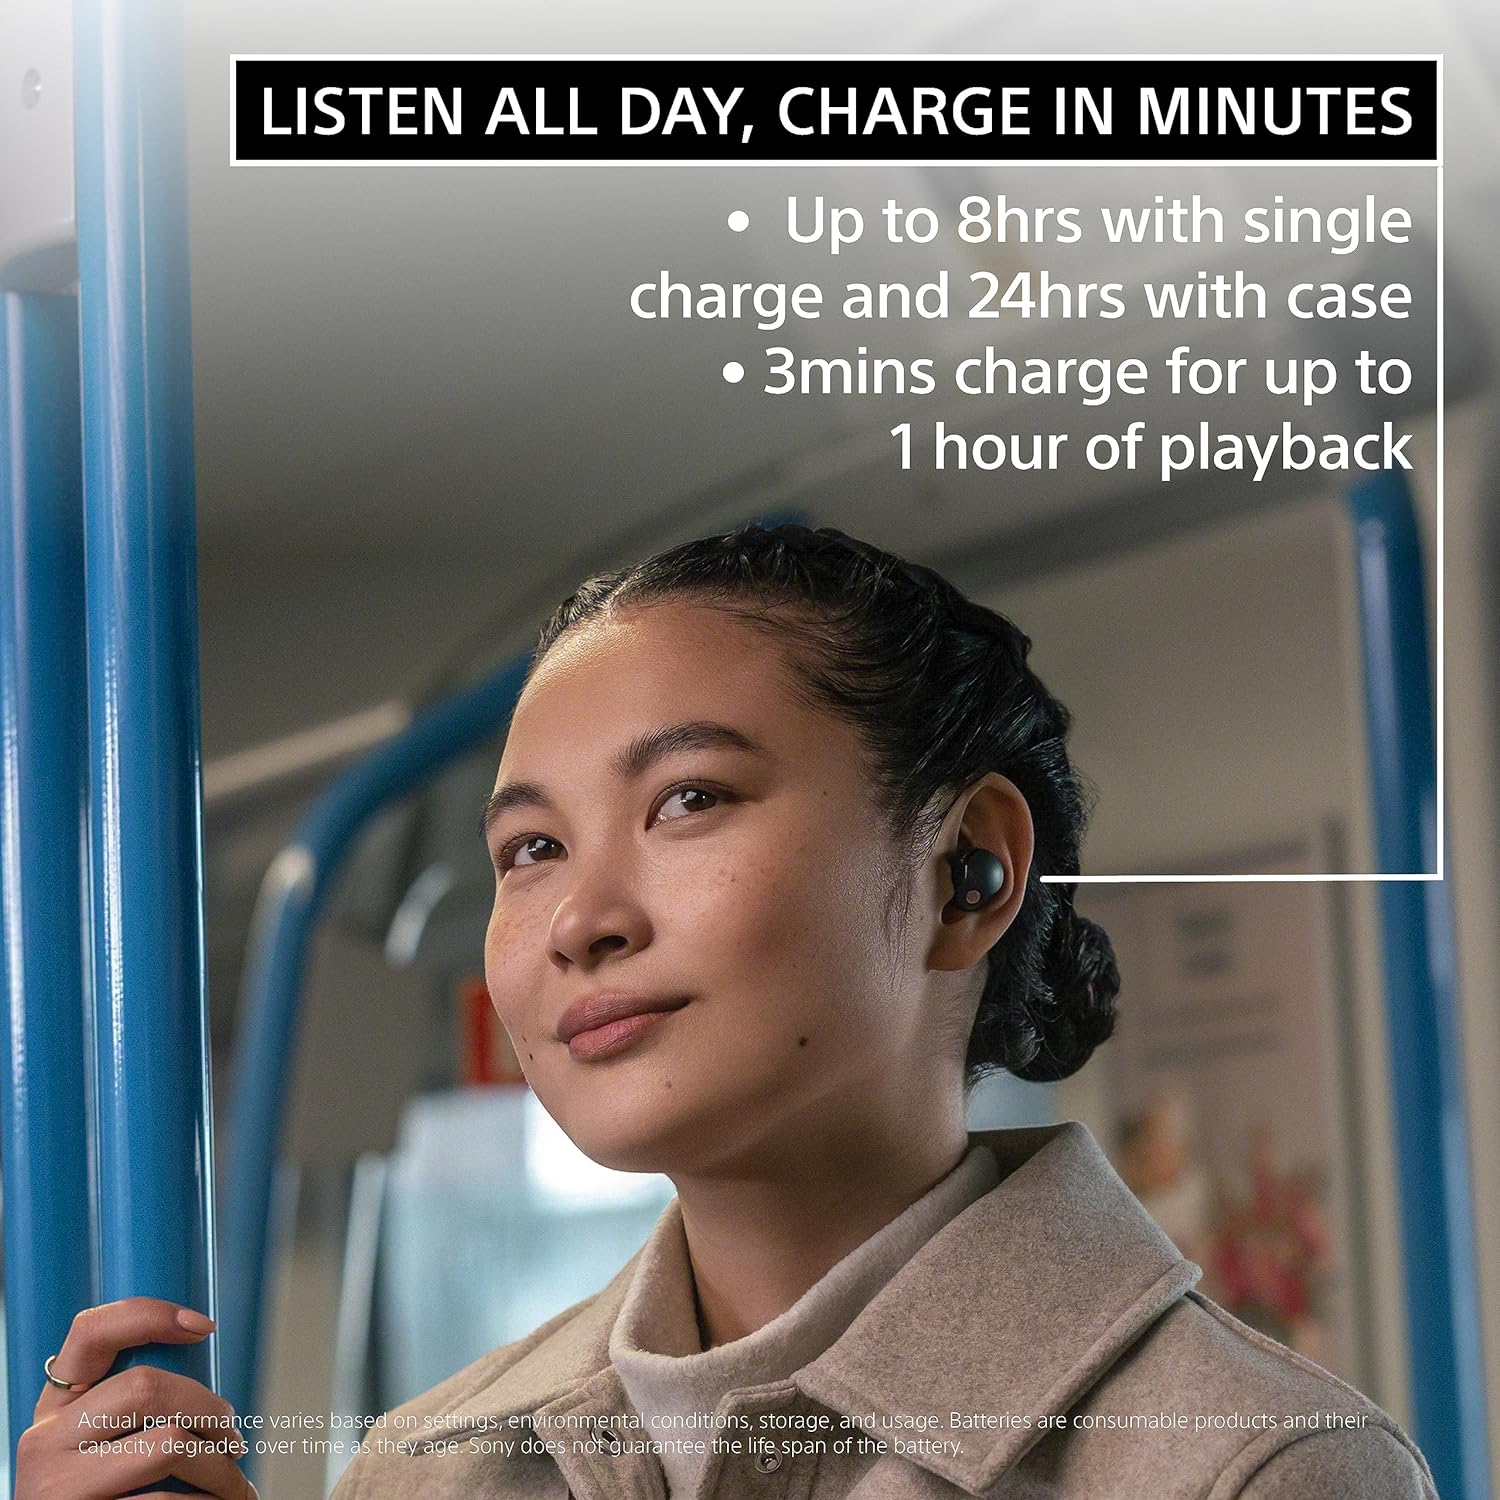 LISTEN ALL DAY, CHARGE IN MINUTES
• Up to 8hrs with single
charge and 24hrs with case
• 3mins charge for up to
1 hour of playback
Actual performance varies based on settings, environmental conditions, storage, and usage. Batteries are consumable products and their
capacity degrades over time as they age. Sony does not guarantee the life span of the battery.